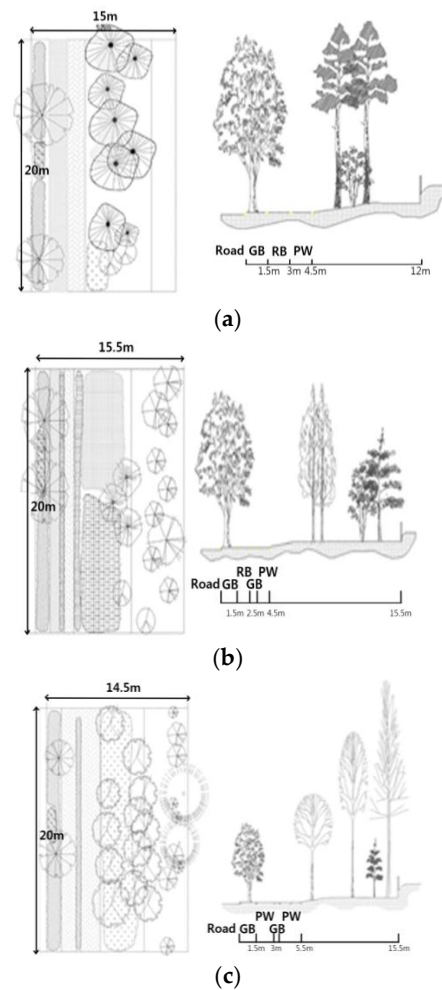 15m
20m
Road GB RB PW
1.5m 3m 4.5m 12m
(a)
15.5m
20m
RB PW
Road GB GB
1.5m 2.5m 4.5m 15.5m
(b)
14.5m
20m
PW PW
Road GB GB
1.5m 3m 5.5m 15.5m
(c)